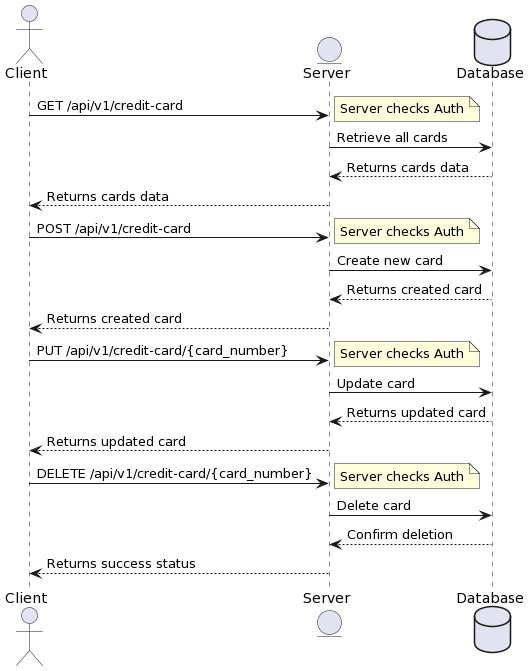 Client
Server
Database
GET /api/v1/credit-card
Server checks Auth
Retrieve all cards
Returns cards data
Returns cards data
POST /api/v1/credit-card
Server checks Auth
Create new card
Returns created card
Returns created card
PUT /api/v1/credit-card/{card_number}
Server checks Auth
Update card
Returns updated card
Returns updated card
DELETE /api/v1/credit-card/{card_number}
Server checks Auth
Delete card
Confirm deletion
Returns success status
Client
Server
Database